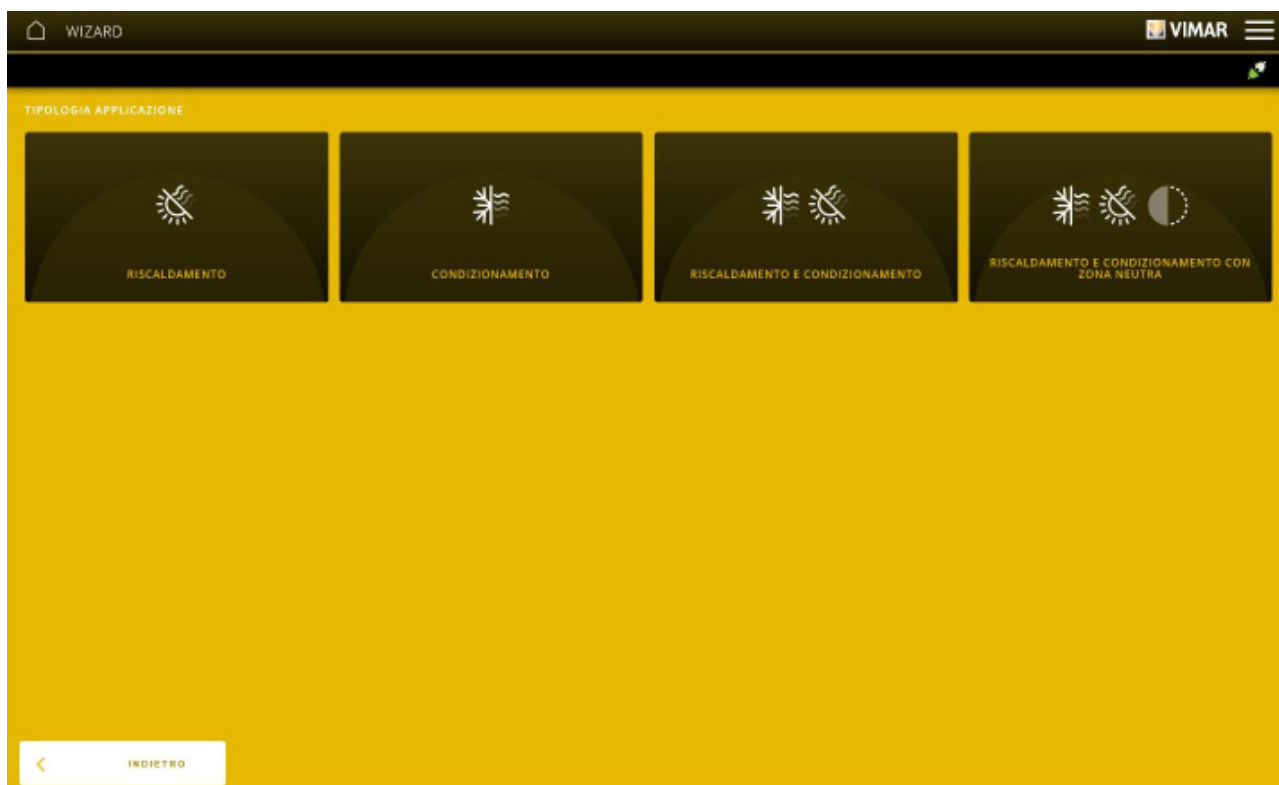 WIZARD
VIMAR
TIPOLOGIA APPLICAZIONE
RISCALDAMENTO
CONDIZIONAMENTO
RISCALDAMENTO E CONDIZIONAMENTO
RISCALDAMENTO E CONDIZIONAMENTO CON
ZONA NEUTRA
INDIETRO